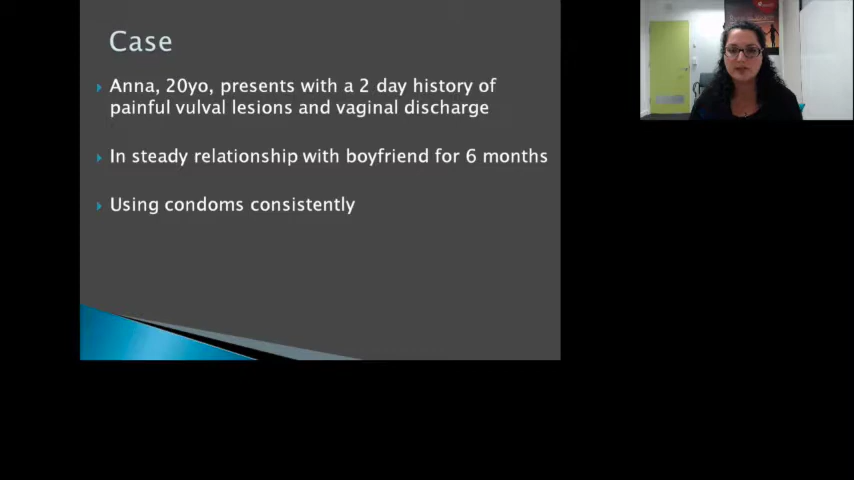 Case
Anna, 20yo, presents with a 2 day history of
painful vulval lesions and vaginal discharge
In steady relationship with boyfriend for 6 months
Using condoms consistently